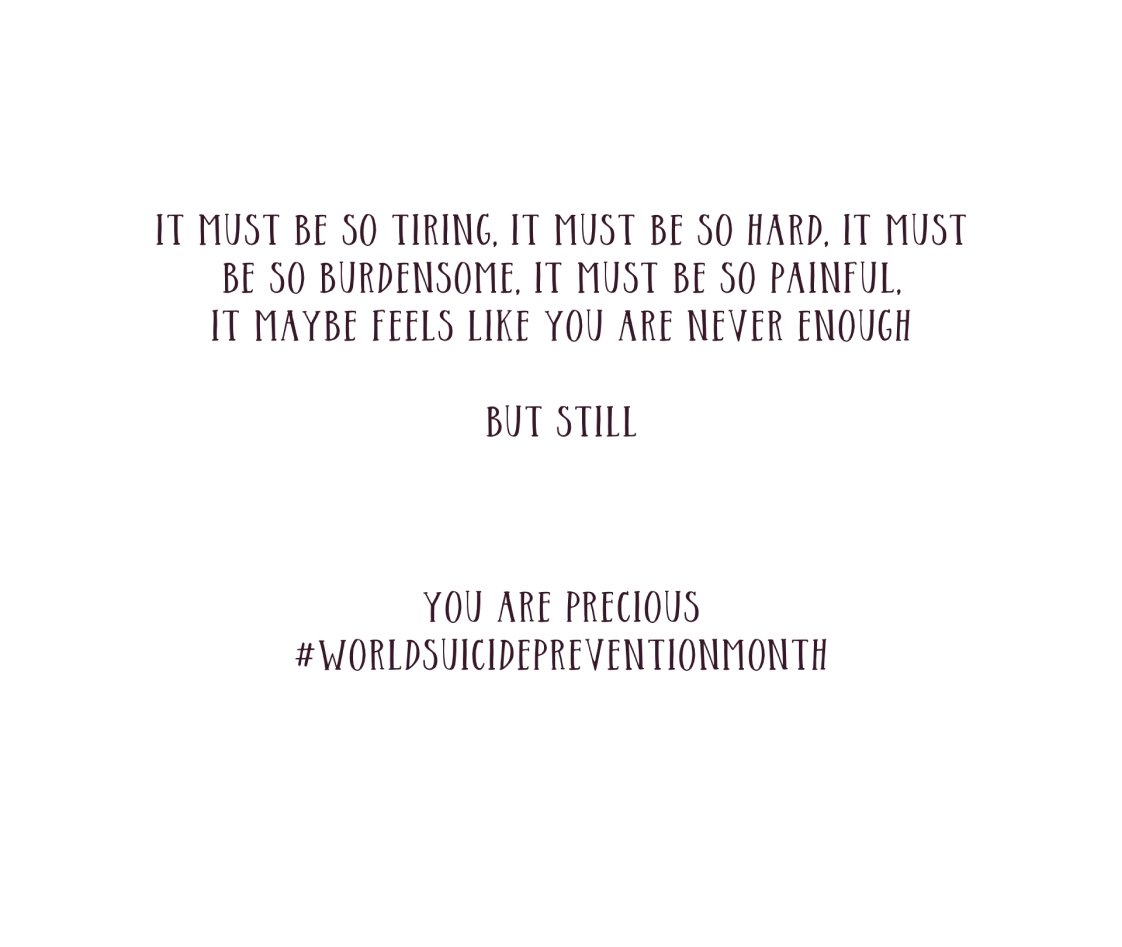 IT MUST BE SO TIRING, IT MUST BE SO HARD, IT MUST
BE SO BURDENSOME, IT MUST BE SO PAINFUL,
IT MAYBE FEELS LIKE YOU ARE NEVER ENOUGH
BUT STILL
YOU ARE PRECIOUS
#WORLDSUICIDEPREVENTIONMONTH